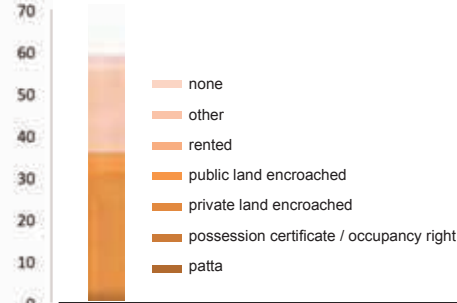 70
60
50
40
30
20
10
0
none
other
rented
public land encroached
private land encroached
possession certificate / occupancy right
patta